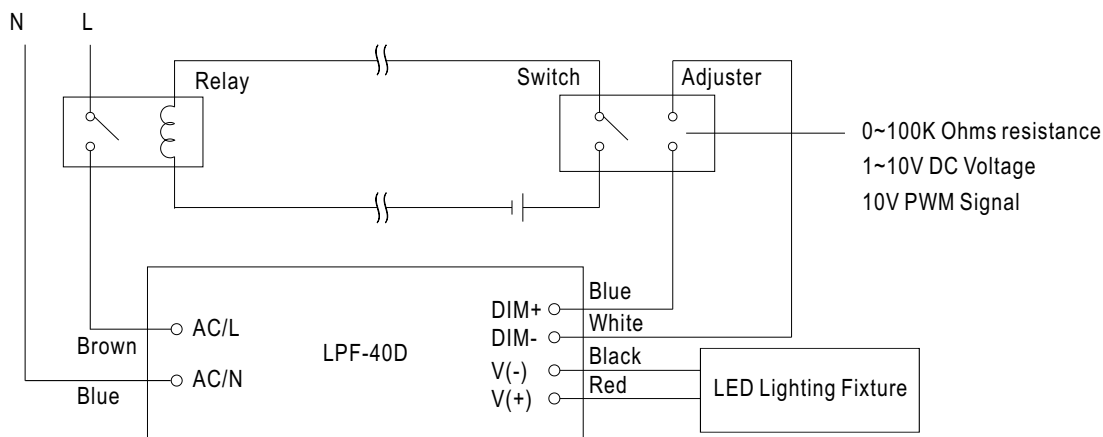 N
L
Relay
Switch
Adjuster
0~100K Ohms resistance
1~10V DC Voltage
10V PWM Signal
Blue
DIM+
White
DIM-
AC/L
Brown
LPF-40D
Black
V(-)
AC/N
Blue
Red
V(+)
LED Lighting Fixture